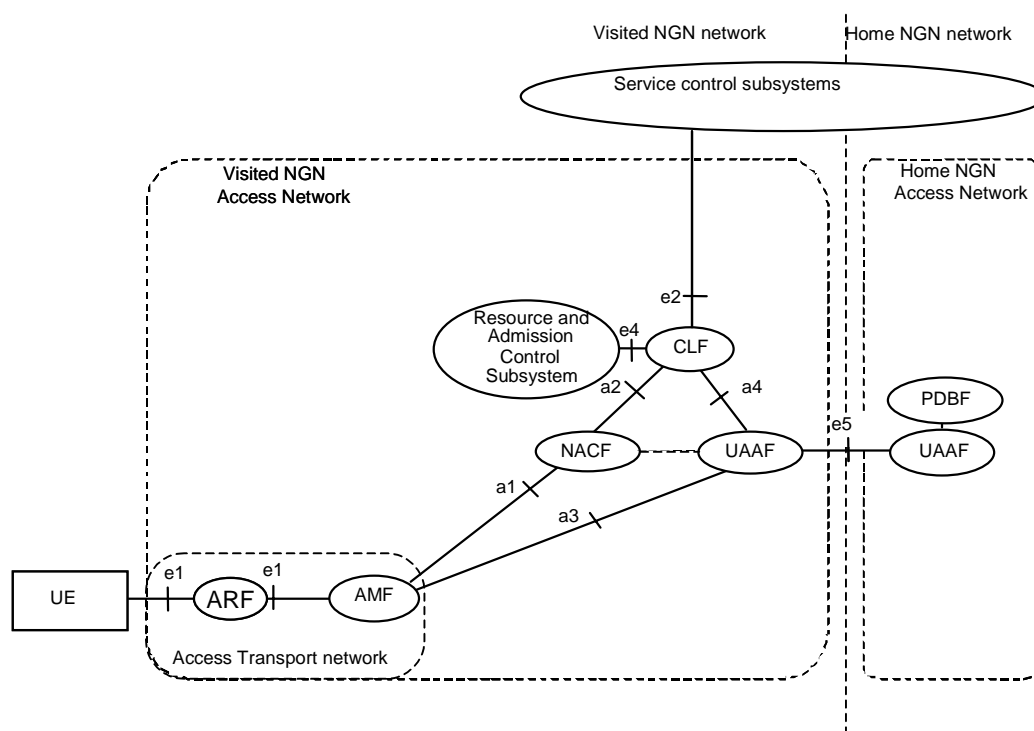 Visited NGN network
Home NGN network
Service control subsystems
Visited NGN
Access Network
Home NGN
Access Network
e2
Resource and
Admission
Control
Subsystem
e4
CLF
a2
a4
PDBF
e5
NACF
UAAF
UAAF
a1
a3
e1
e1
UE
ARF
AMF
Access Transport network